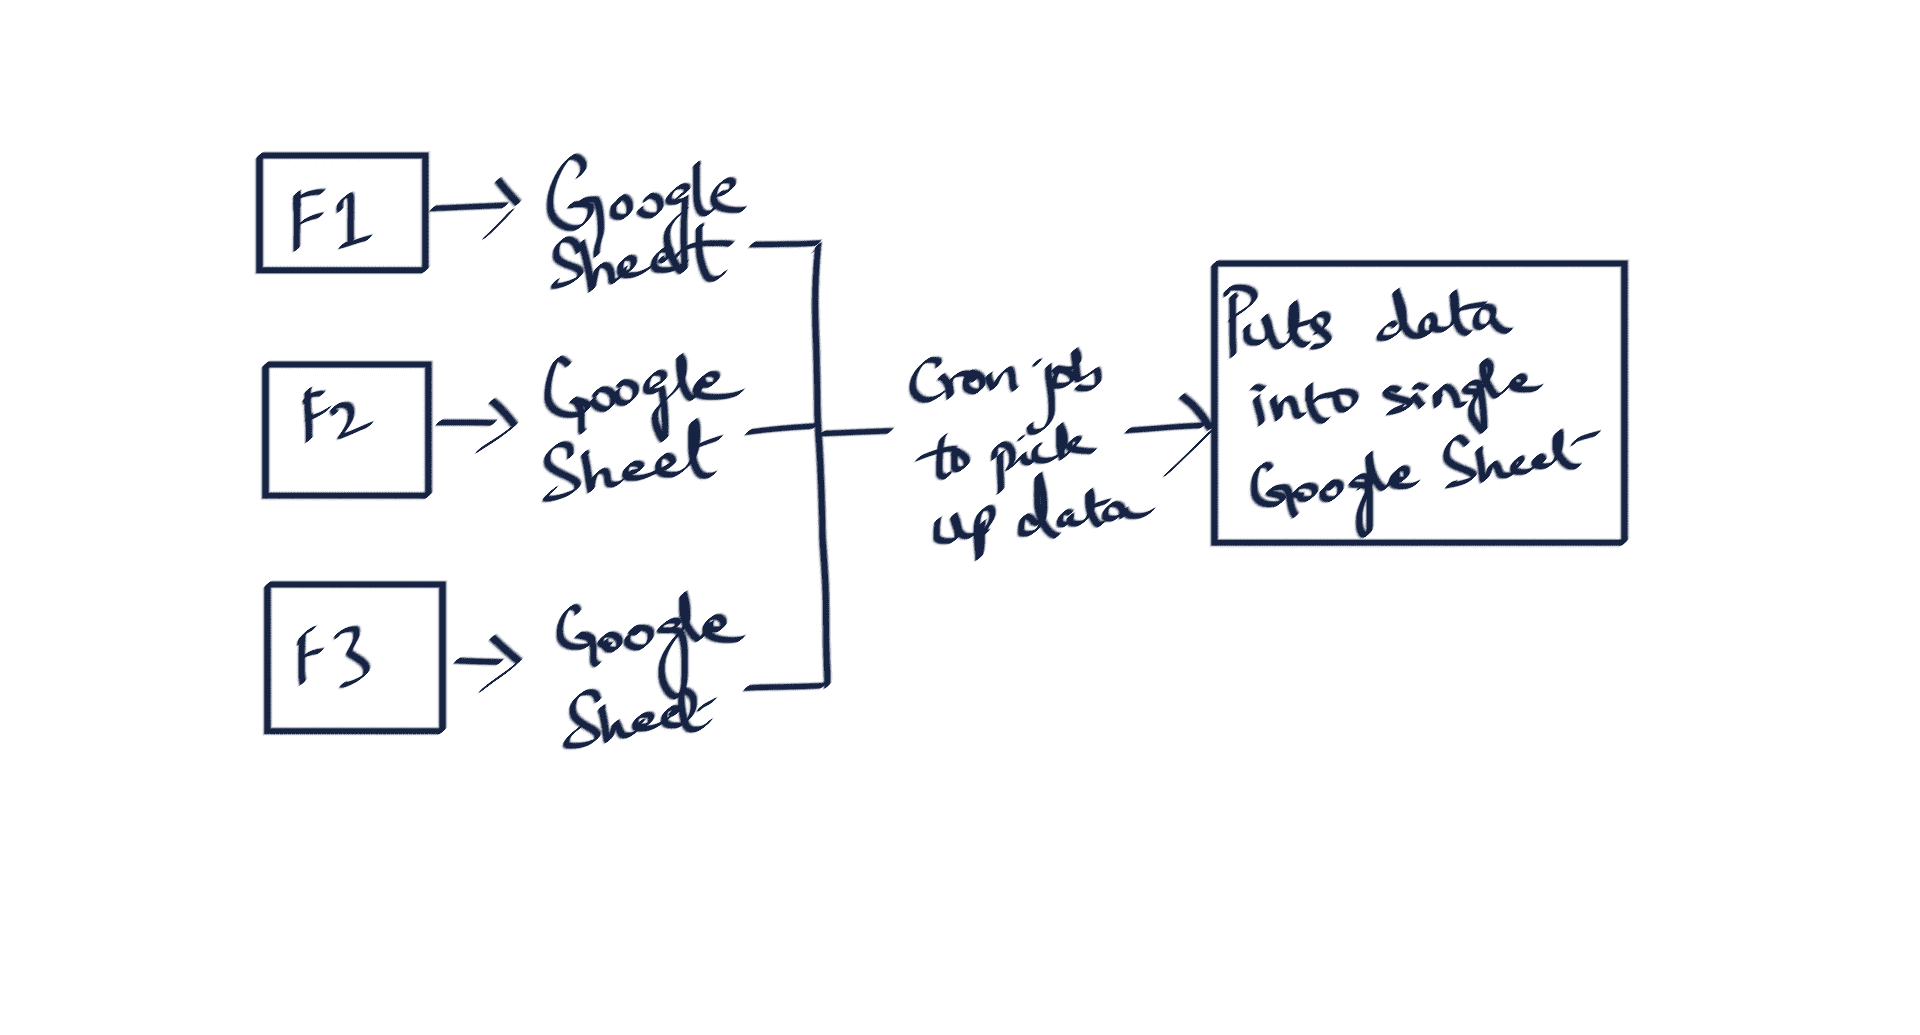 F1
Google
Sheet
F2
Google
Sheet
F3
Google
Sheet
Cron job
to pick
up data
Puts data
into single
Google Sheet